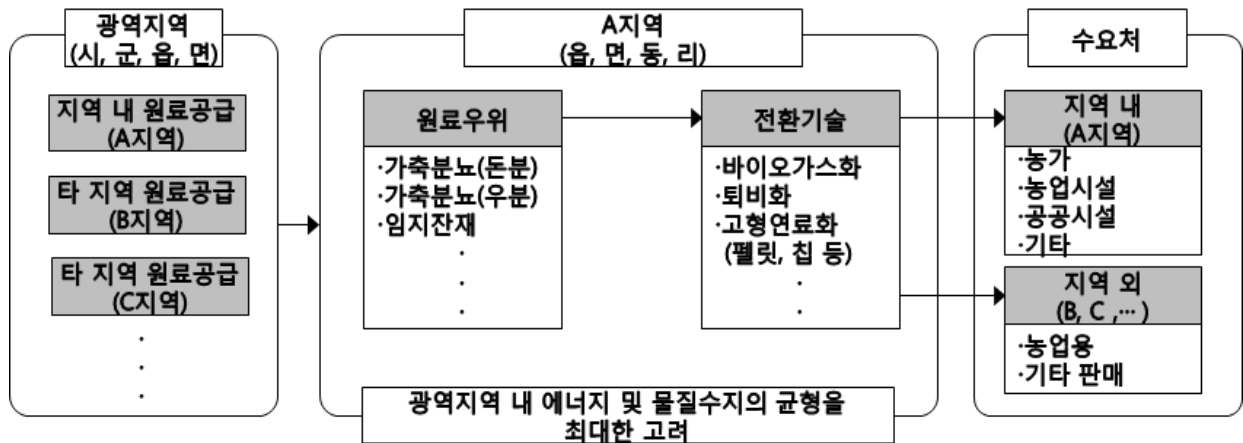 광역지역
(시, 군, 읍, 면)
지역 내 원료공급
(A지역)
타 지역 원료공급
(B지역)
타 지역 원료공급
(C지역)
·
·
·
A지역
(읍, 면, 동, 리)
원료우위
·가축분뇨(돈분)
·가축분뇨(우분)
·임지잔재
·
·
·
전환기술
·바이오가스화
·퇴비화
·고형연료화
(펠릿, 칩 등)
·
·
광역지역 내 에너지 및 물질수지의 균형을
최대한 고려
수요처
지역 내
(A지역)
·농가
·농업시설
·공공시설
·기타
지역 외
(B, C ,··· )
·농업용
·기타 판매